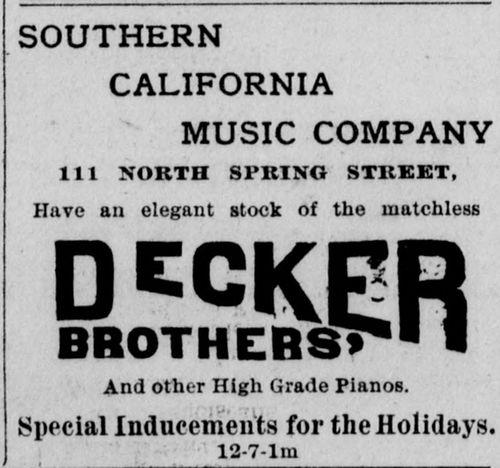 SOUTHERN
CALIFORNIA
MUSIC COMPANY
111 NORTH SPRING STREET,
Have an elegant stock of the matchless
DECKER
BROTHERS'
And other High Grade Pianos.
Special Inducements for the Holidays.
12-7-1m